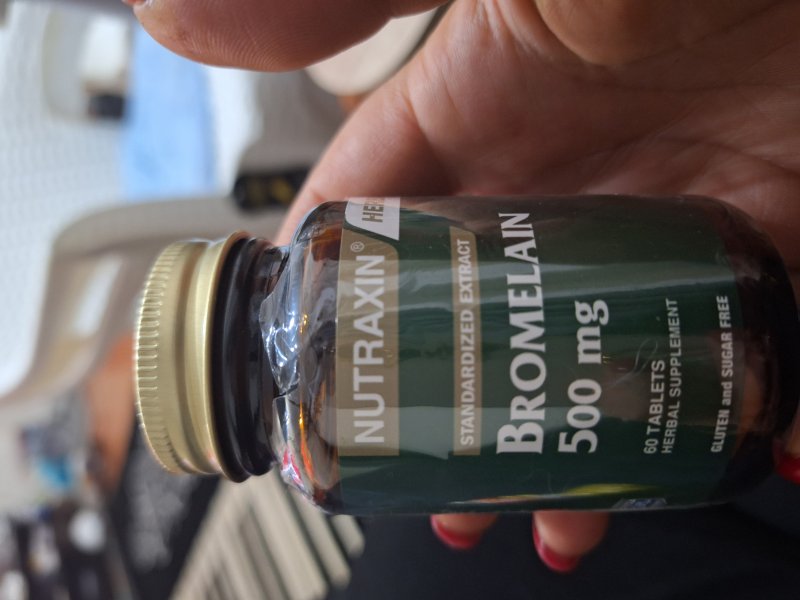 NUTRAXIN®
STANDARDIZED EXTRACT
BROMELAIN
500 mg
60 TABLETS
HERBAL SUPPLEMENT
GLUTEN and SUGAR FREE